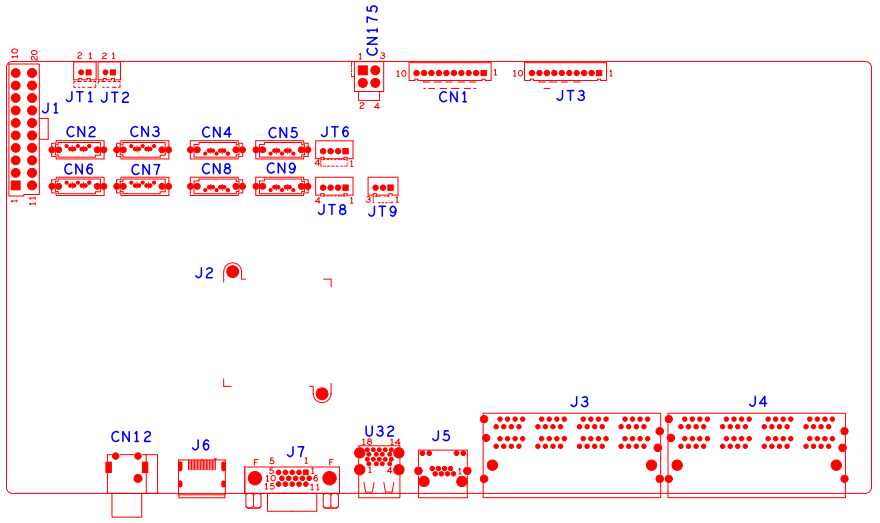 CN175
10 20
2 1 2 1
1 3
10 1
10 1
JT1 JT2
CN1
JT3
J1
2 4
CN2 CN3 CN4 CN5 JT6
4 1
CN6 CN7 CN8 CN9
1 11
4 1
3 1
JT8 JT9
J2
J3 J4
CN12 J6 J7 U32 J5
18 14
F 5 1 F
5 1
10 6
15 11
1 4
1